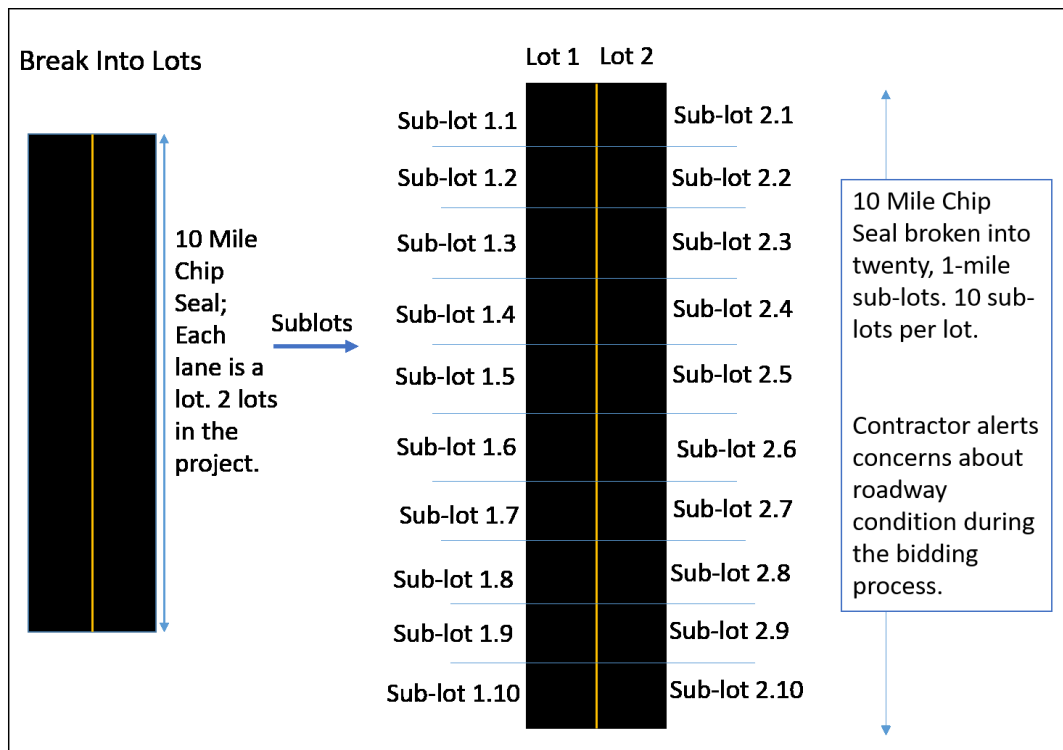 Break Into Lots
10 Mile
Chip
Seal;
Each
lane is a
lot. 2 lots
in the
project.
Sublots
Lot 1
Lot 2
Sub-lot 1.1
Sub-lot 2.1
Sub-lot 1.2
Sub-lot 2.2
Sub-lot 1.3
Sub-lot 2.3
Sub-lot 1.4
Sub-lot 2.4
Sub-lot 1.5
Sub-lot 2.5
Sub-lot 1.6
Sub-lot 2.6
Sub-lot 1.7
Sub-lot 2.7
Sub-lot 1.8
Sub-lot 2.8
Sub-lot 1.9
Sub-lot 2.9
Sub-lot 1.10
Sub-lot 2.10
10 Mile Chip
Seal broken into
twenty, 1-mile
sub-lots. 10 sub-
lots per lot.
Contractor alerts
concerns about
roadway
condition during
the bidding
process.